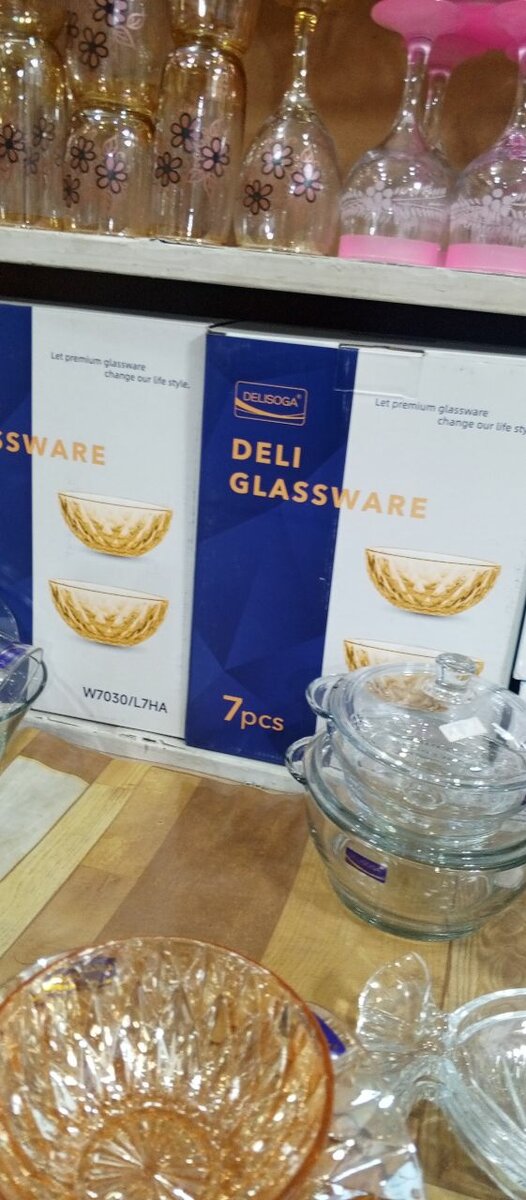 Let premium glassware
change our life style.
SSWARE
W7030/L7HA
DELISOGA®
Let premium glassware
change our life sty
DELI
GLASSWARE
7pcs